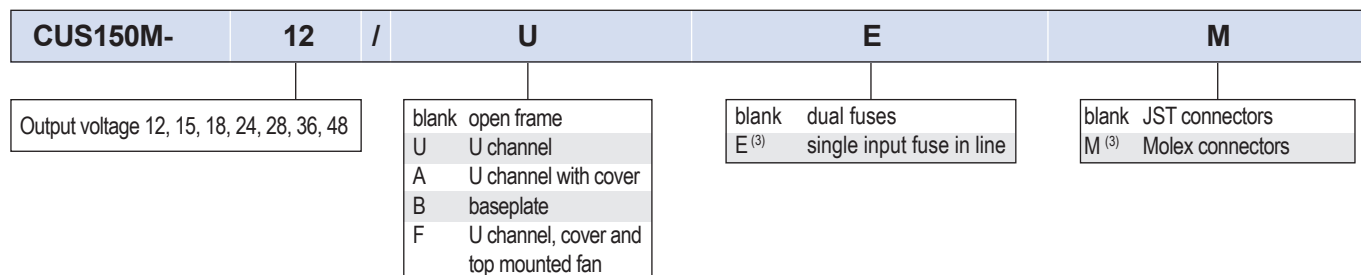 CUS150M- 12 / U E M
Output voltage 12, 15, 18, 24, 28, 36, 48
blank open frame
U U channel
A U channel with cover
B baseplate
F U channel, cover and
top mounted fan
blank dual fuses
E (3) single input fuse in line
blank JST connectors
M (3) Molex connectors